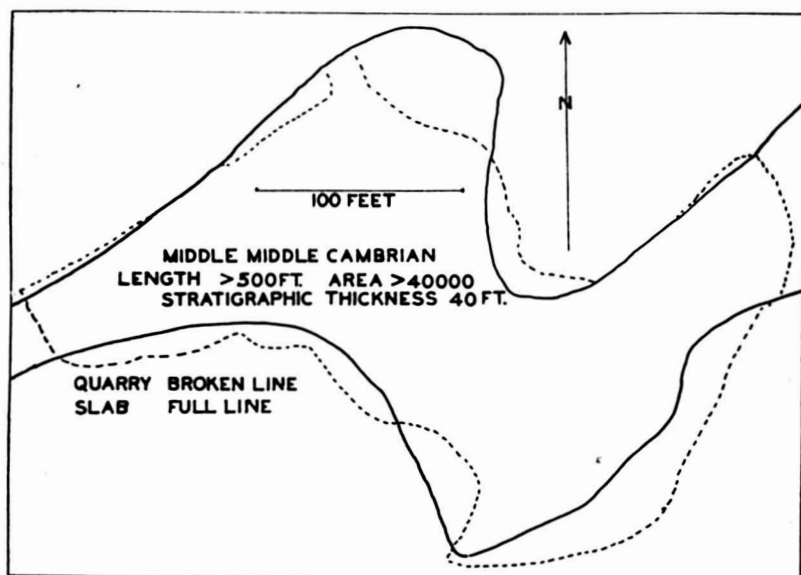 N
100 FEET
MIDDLE MIDDLE CAMBRIAN
LENGTH >500FT. AREA >40000
STRATIGRAPHIC THICKNESS 40 FT.
QUARRY BROKEN LINE
SLAB FULL LINE